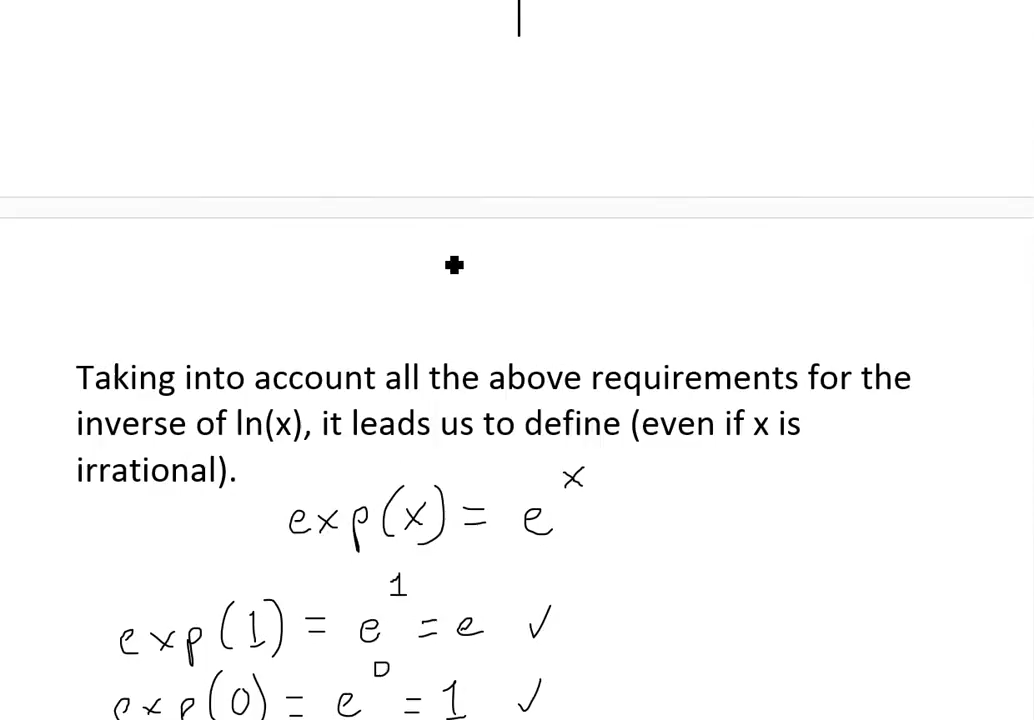 Taking into account all the above requirements for the
inverse of ln(x), it leads us to define (even if x is
irrational).
exp(x) = e^x
exp(1) = e^1 = e ✓
exp(0) = e^0 = 1 ✓